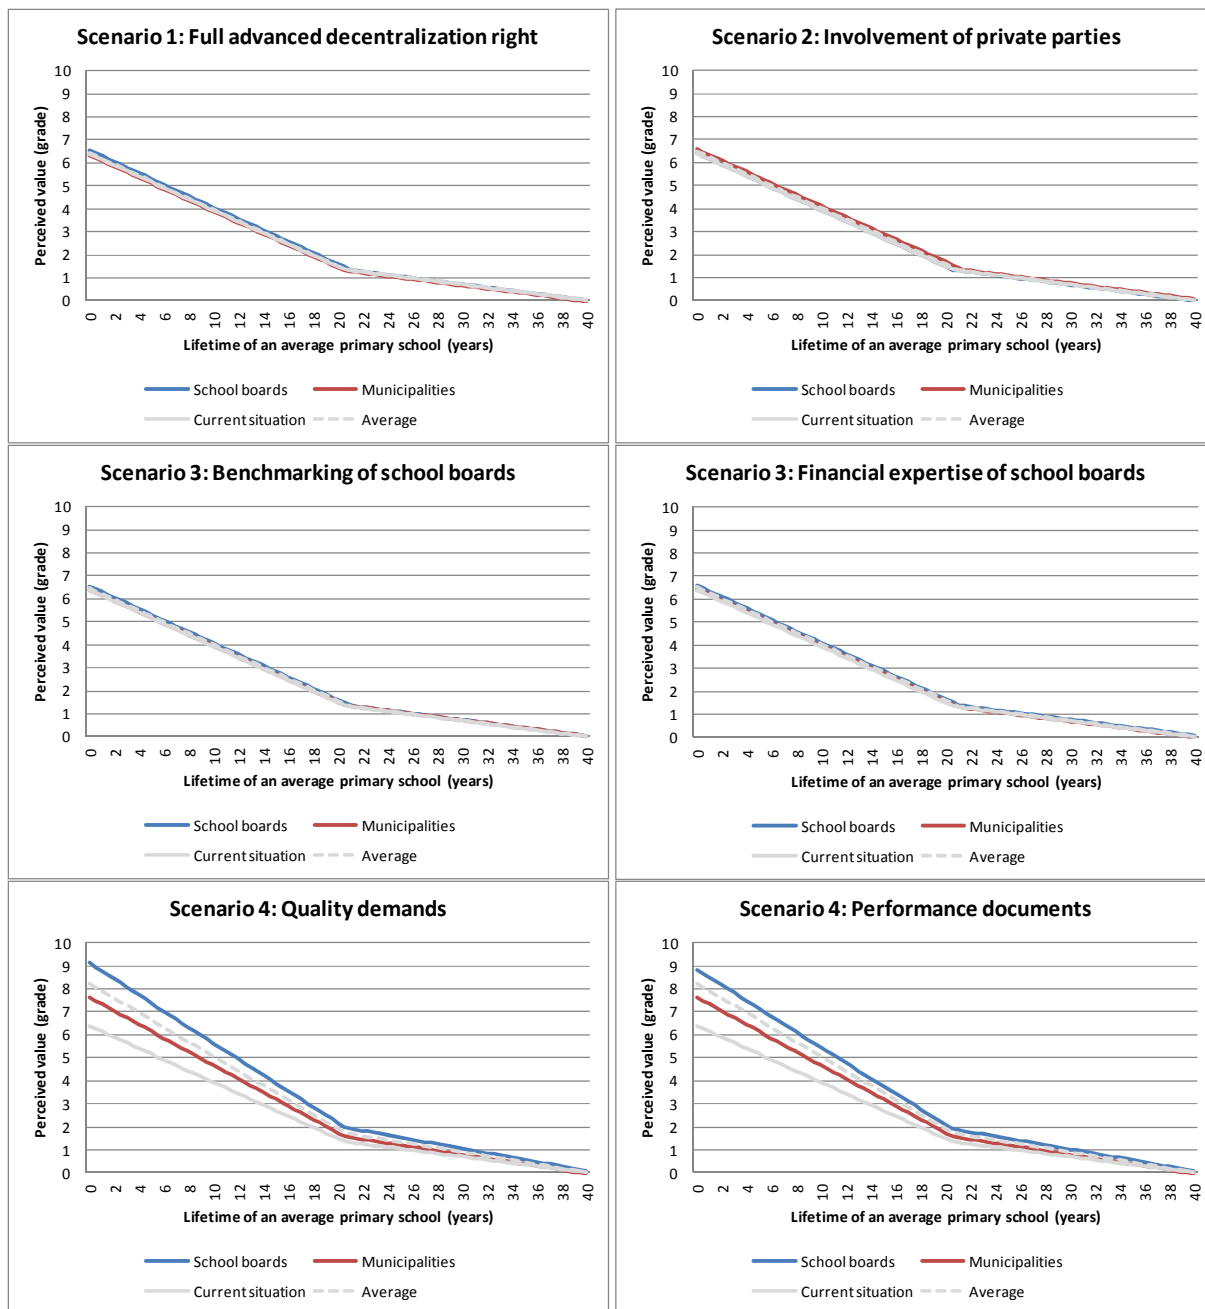 Scenario 1: Full advanced decentralization right
Perceived value (grade)
10
9
8
7
6
5
4
3
2
1
0
0 2 4 6 8 10 12 14 16 18 20 22 24 26 28 30 32 34 36 38 40
Lifetime of an average primary school (years)
School boards Municipalities
Current situation Average
Scenario 2: Involvement of private parties
Perceived value (grade)
10
9
8
7
6
5
4
3
2
1
0
0 2 4 6 8 10 12 14 16 18 20 22 24 26 28 30 32 34 36 38 40
Lifetime of an average primary school (years)
School boards Municipalities
Current situation Average
Scenario 3: Benchmarking of school boards
Perceived value (grade)
10
9
8
7
6
5
4
3
2
1
0
0 2 4 6 8 10 12 14 16 18 20 22 24 26 28 30 32 34 36 38 40
Lifetime of an average primary school (years)
School boards Municipalities
Current situation Average
Scenario 3: Financial expertise of school boards
Perceived value (grade)
10
9
8
7
6
5
4
3
2
1
0
0 2 4 6 8 10 12 14 16 18 20 22 24 26 28 30 32 34 36 38 40
Lifetime of an average primary school (years)
School boards Municipalities
Current situation Average
Scenario 4: Quality demands
Perceived value (grade)
10
9
8
7
6
5
4
3
2
1
0
0 2 4 6 8 10 12 14 16 18 20 22 24 26 28 30 32 34 36 38 40
Lifetime of an average primary school (years)
School boards Municipalities
Current situation Average
Scenario 4: Performance documents
Perceived value (grade)
10
9
8
7
6
5
4
3
2
1
0
0 2 4 6 8 10 12 14 16 18 20 22 24 26 28 30 32 34 36 38 40
Lifetime of an average primary school (years)
School boards Municipalities
Current situation Average